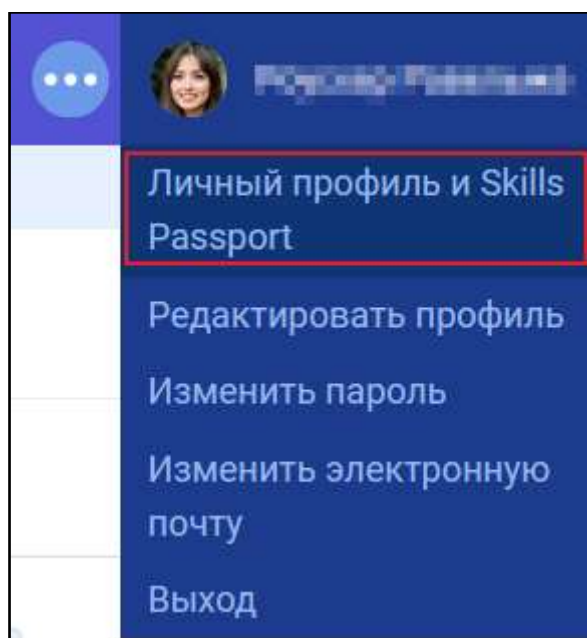 Личный профиль и Skills
Passport
Редактировать профиль
Изменить пароль
Изменить электронную
почту
Выход